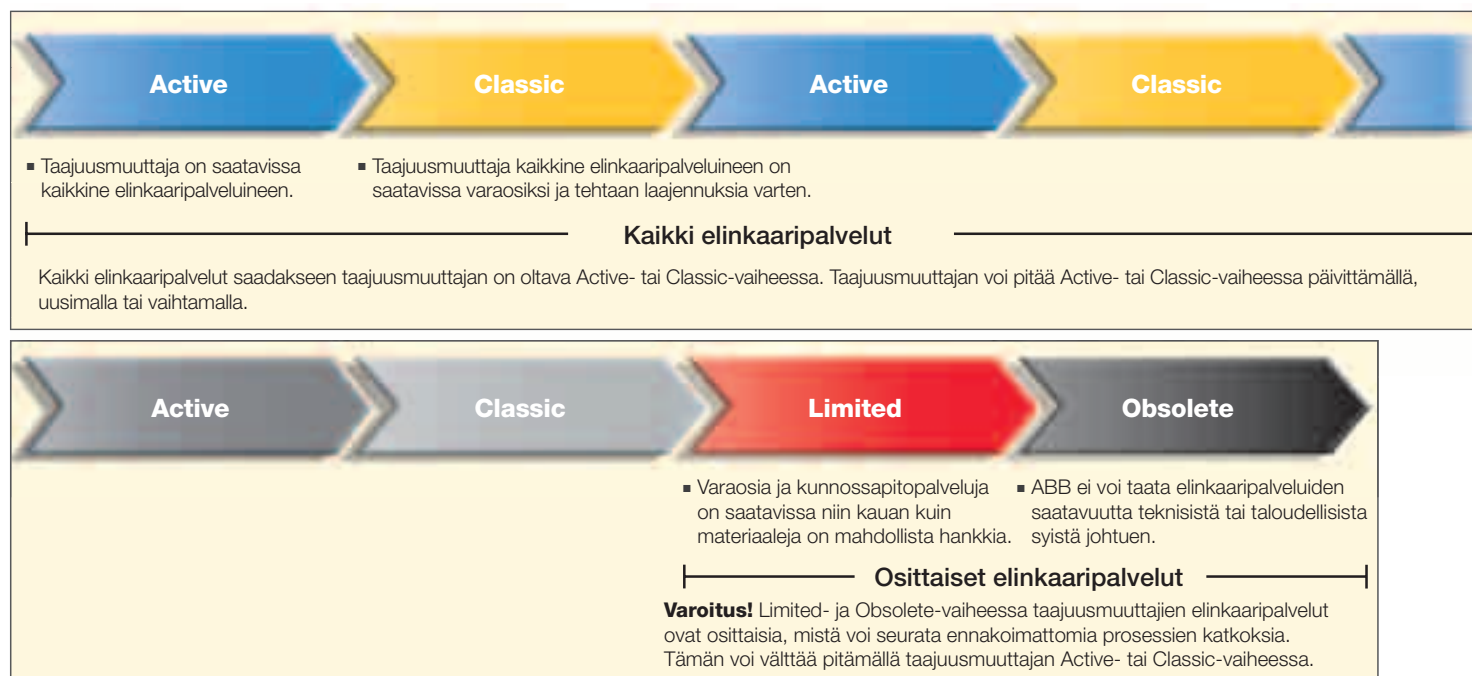 Active
Classic
Active
Classic
▪ Taajuusmuuttaja on saatavissa
kaikkine elinkaaripalveluineen.
▪ Taajuusmuuttaja kaikkine elinkaaripalveluineen on
saatavissa varaosiksi ja tehtaan laajennuksia varten.
Kaikki elinkaaripalvelut
Kaikki elinkaaripalvelut saadakseen taajuusmuuttajan on oltava Active- tai Classic-vaiheessa. Taajuusmuuttajan voi pitää Active- tai Classic-vaiheessa päivittämällä,
uusimalla tai vaihtamalla.
Active
Classic
Limited
Obsolete
▪ Varaosia ja kunnossapitopalveluja
on saatavissa niin kauan kuin
materiaaleja on mahdollista hankkia.
▪ ABB ei voi taata elinkaaripalveluiden
saatavuutta teknisistä tai taloudellisista
syistä johtuen.
Osittaiset elinkaaripalvelut
Varoitus! Limited- ja Obsolete-vaiheessa taajuusmuuttajien elinkaaripalvelut
ovat osittaisia, mistä voi seurata ennakoimattomia prosessien katkoksia.
Tämän voi välttää pitämällä taajuusmuuttajan Active- tai Classic-vaiheessa.